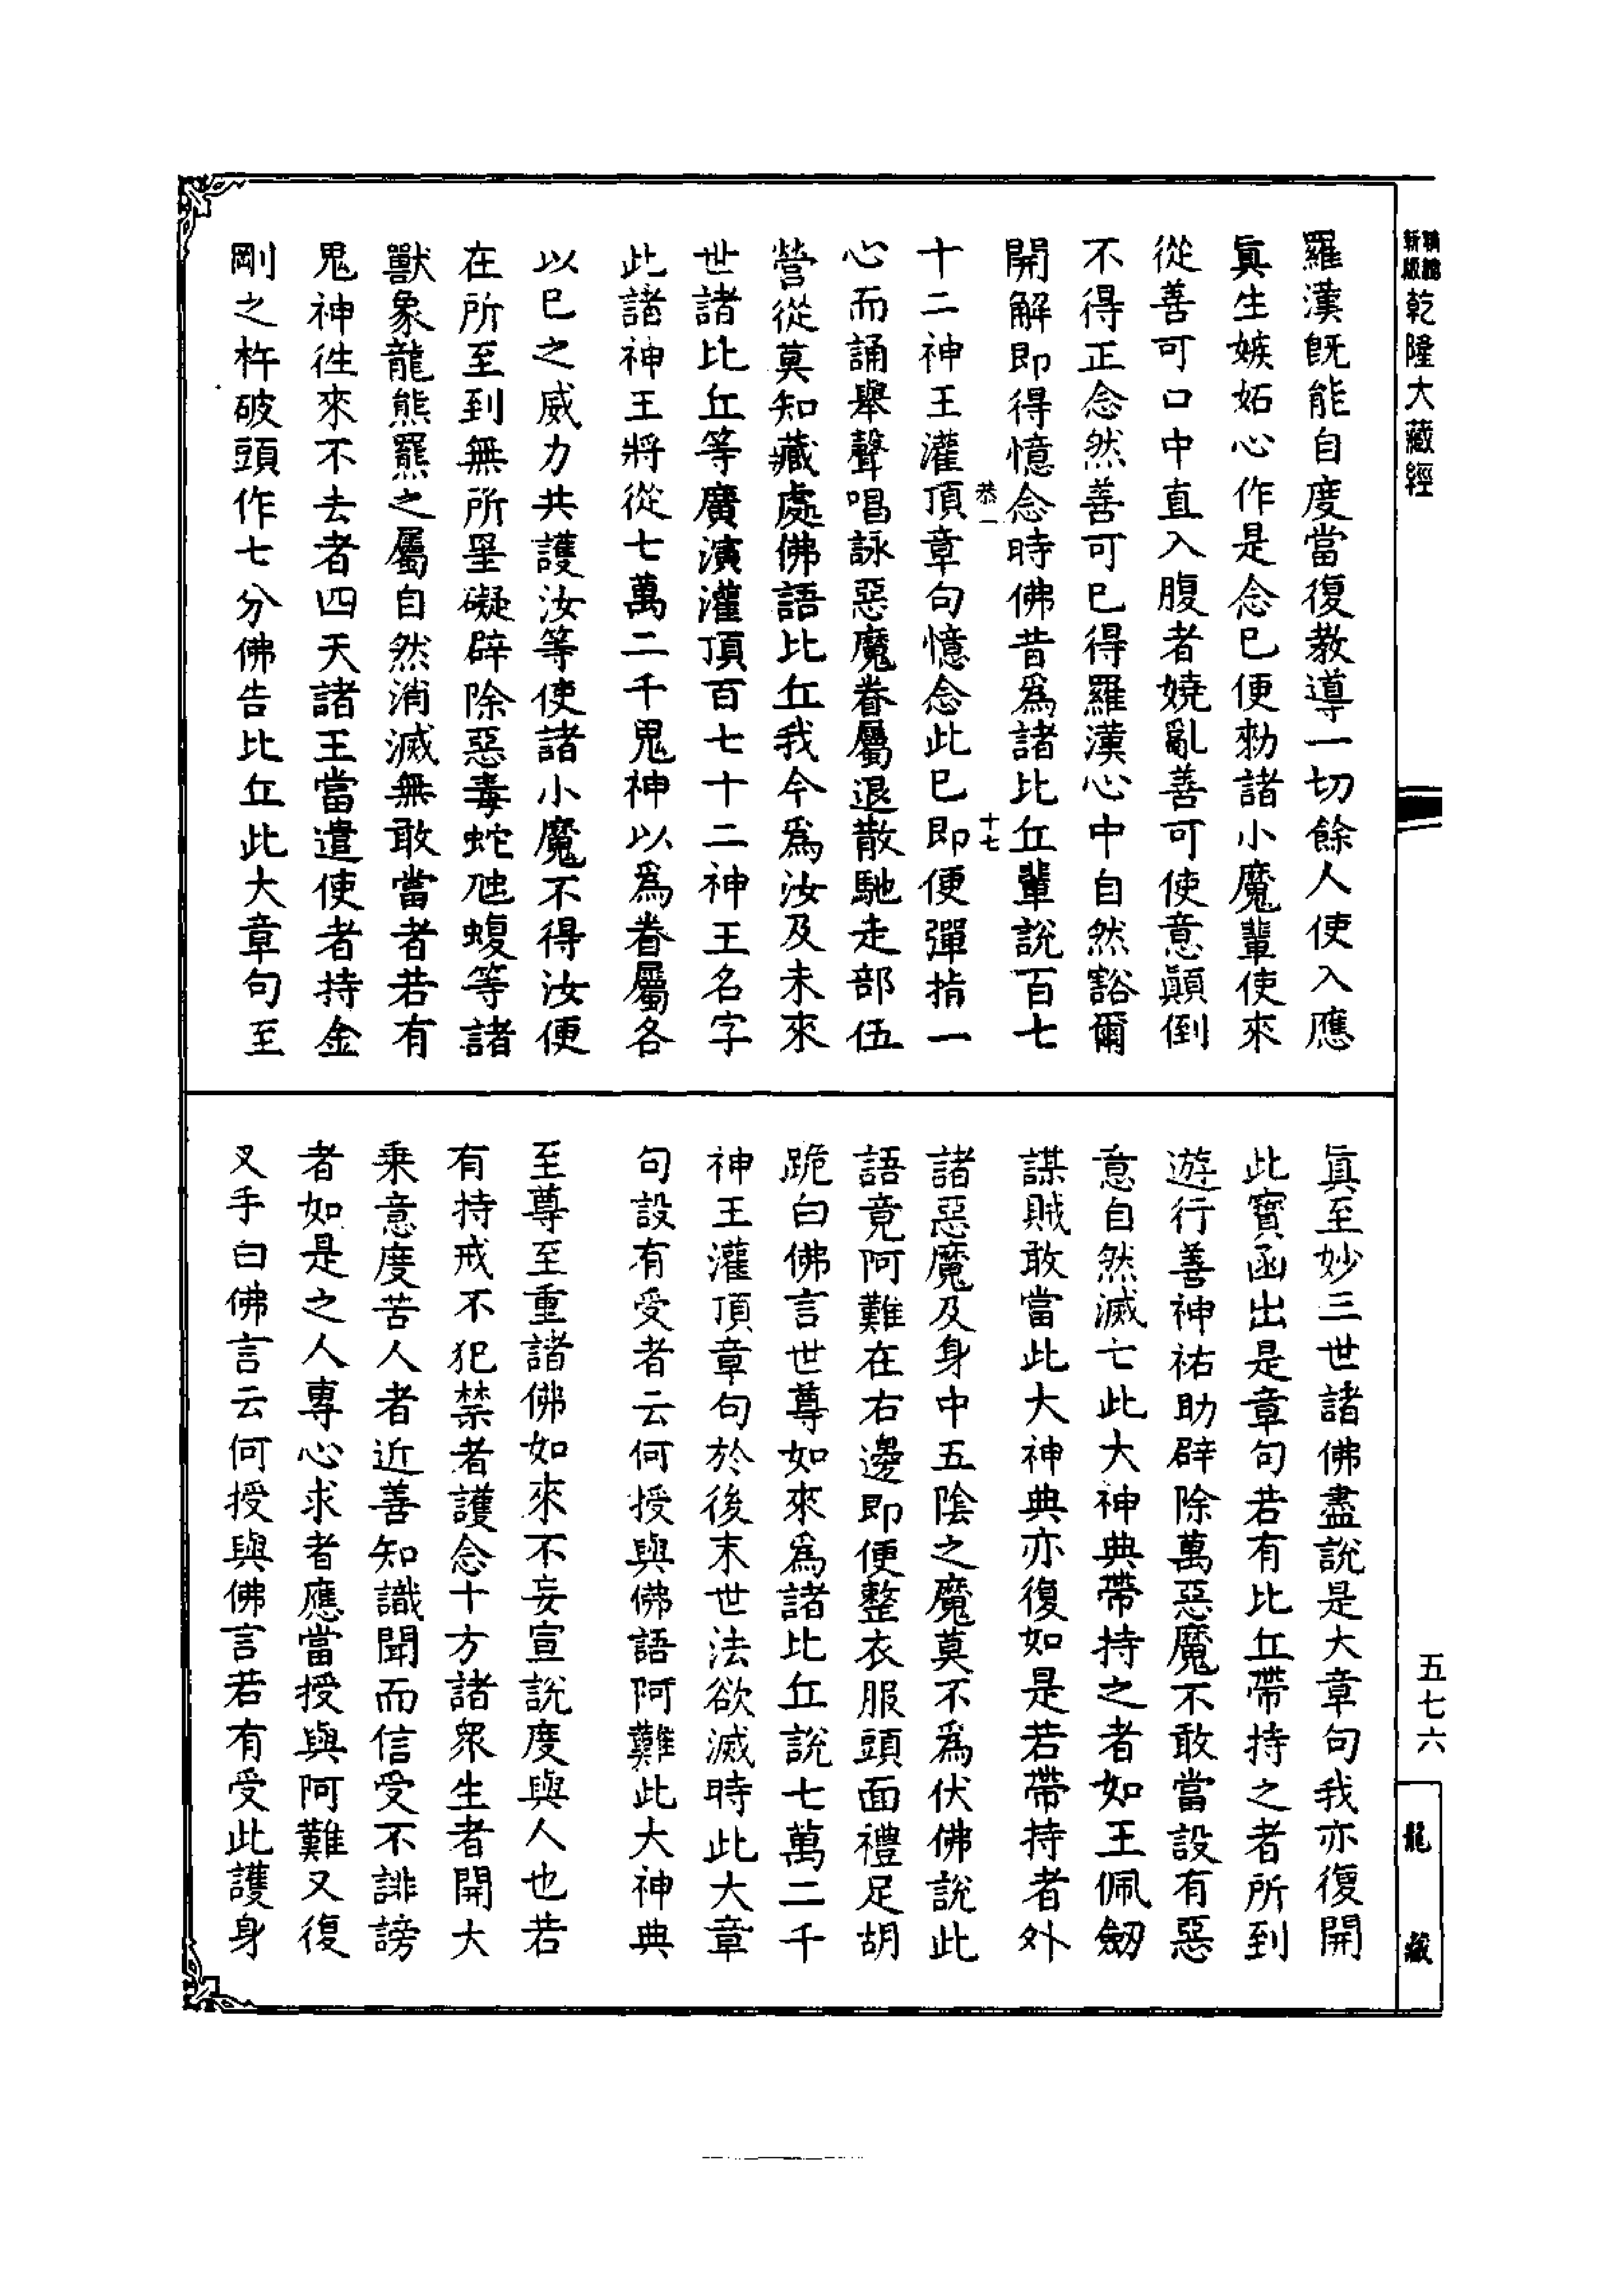 乾隆大藏經
羅漢旣能自度當復教導一切餘人使入應
眞生嫉妬心作是念已便勑諸小魔輩使來
從善可口中直入腹者嬈亂善可使意顚倒
不得正念然善可已得羅漢心中自然豁爾
開解即得憶念時佛昔爲諸比丘輩說百七
恭一
十七
十二神王灌頂章句憶念此已即便彈指一
心而誦舉聲唱詠惡魔眷屬退散馳走部伍
營從莫知藏處佛語比丘我今爲汝及未來
世諸比丘等廣演灌頂百七十二神王名字
此諸神王將從七萬二千鬼神以爲眷屬各
以已之威力共護汝等使諸小魔不得汝便
在所至到無所罣礙辟除惡毒蛇虺蝮等諸
獸象龍熊羆之屬自然消滅無敢當者若有
鬼神徃來不去者四天諸王當遣使者持金
剛之杵破頭作七分佛告比丘此大章句至
眞至妙三世諸佛盡說是大章句我亦復開
此寶函出是章句若有比丘帶持之者所到
遊行善神祐助辟除萬惡魔不敢當設有惡
意自然滅亡此大神典帶持之者如王佩劒
謀賊敢當此大神典亦復如是若帶持者外
諸惡魔及身中五陰之魔莫不爲伏佛說此
語竟阿難在右邊即便整衣服頭面禮足胡
跪白佛言世尊如來爲諸比丘說七萬二千
神王灌頂章句於後末世法欲滅時此大章
句設有受者云何授與佛語阿難此大神典
至尊至重諸佛如來不妄宣說度與人也若
有持戒不犯禁者護念十方諸衆生者開大
乘意度苦人者近善知識聞而信受不誹謗
者如是之人專心求者應當授與阿難又復
叉手白佛言云何授與佛言若有受此護身
五七六
龍藏